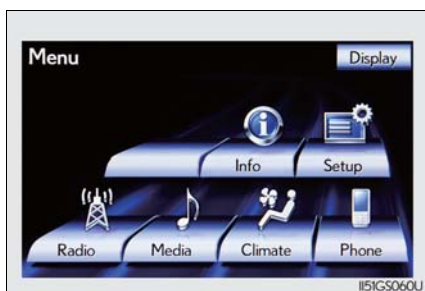 Menu
Display
Info
Setup
Radio
Media
Climate
Phone
II51GS060U